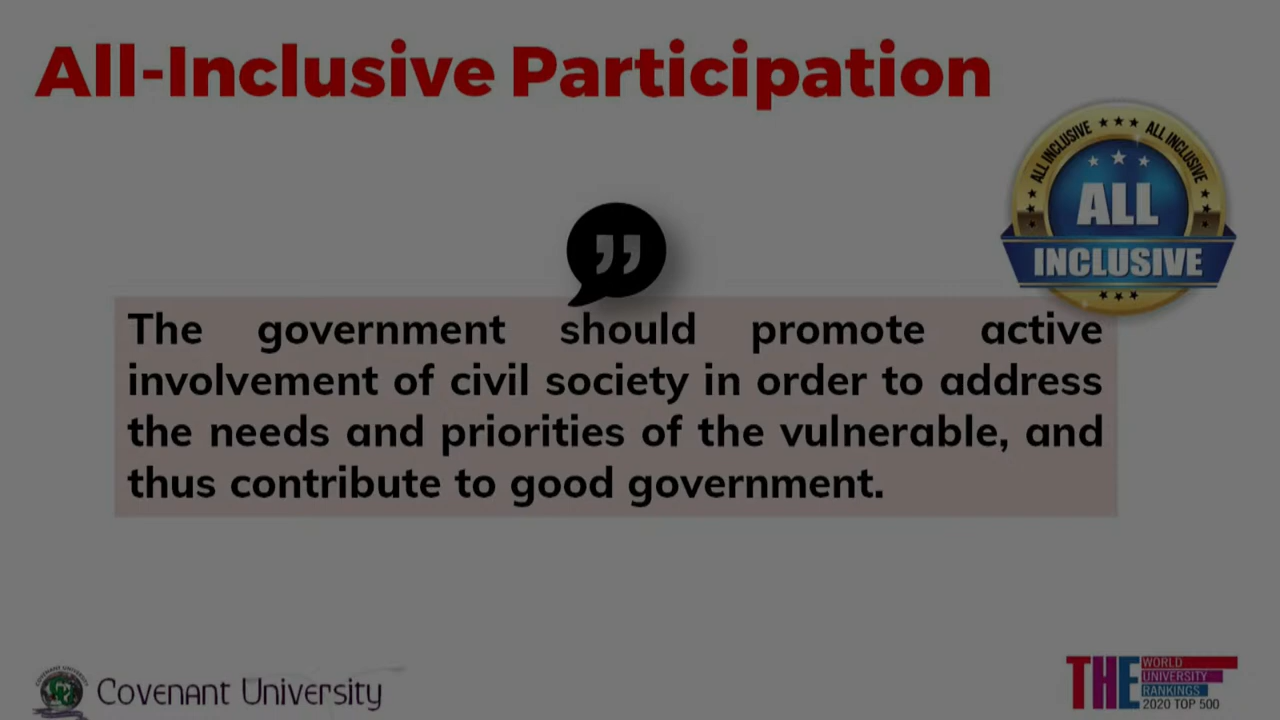 All-Inclusive Participation
ALL INCLUSIVE ★ ★ ★ ALL INCLUSIVE
ALL
INCLUSIVE
The government should promote active
involvement of civil society in order to address
the needs and priorities of the vulnerable, and
thus contribute to good government.
Covenant University
THE WORLD
UNIVERSITY
RANKINGS
2020 TOP 500